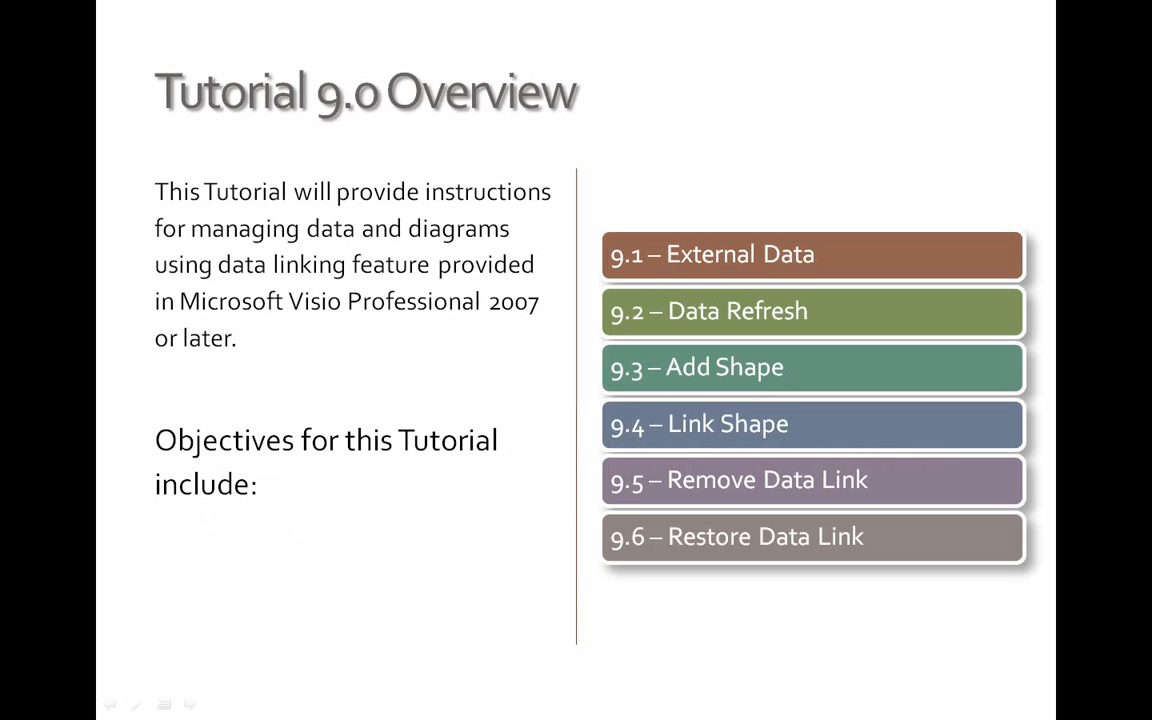 Tutorial 9.0 Overview
This Tutorial will provide instructions
for managing data and diagrams
using data linking feature provided
in Microsoft Visio Professional 2007
or later.
Objectives for this Tutorial
include:
9.1 – External Data
9.2 – Data Refresh
9.3 – Add Shape
9.4 – Link Shape
9.5 – Remove Data Link
9.6 – Restore Data Link